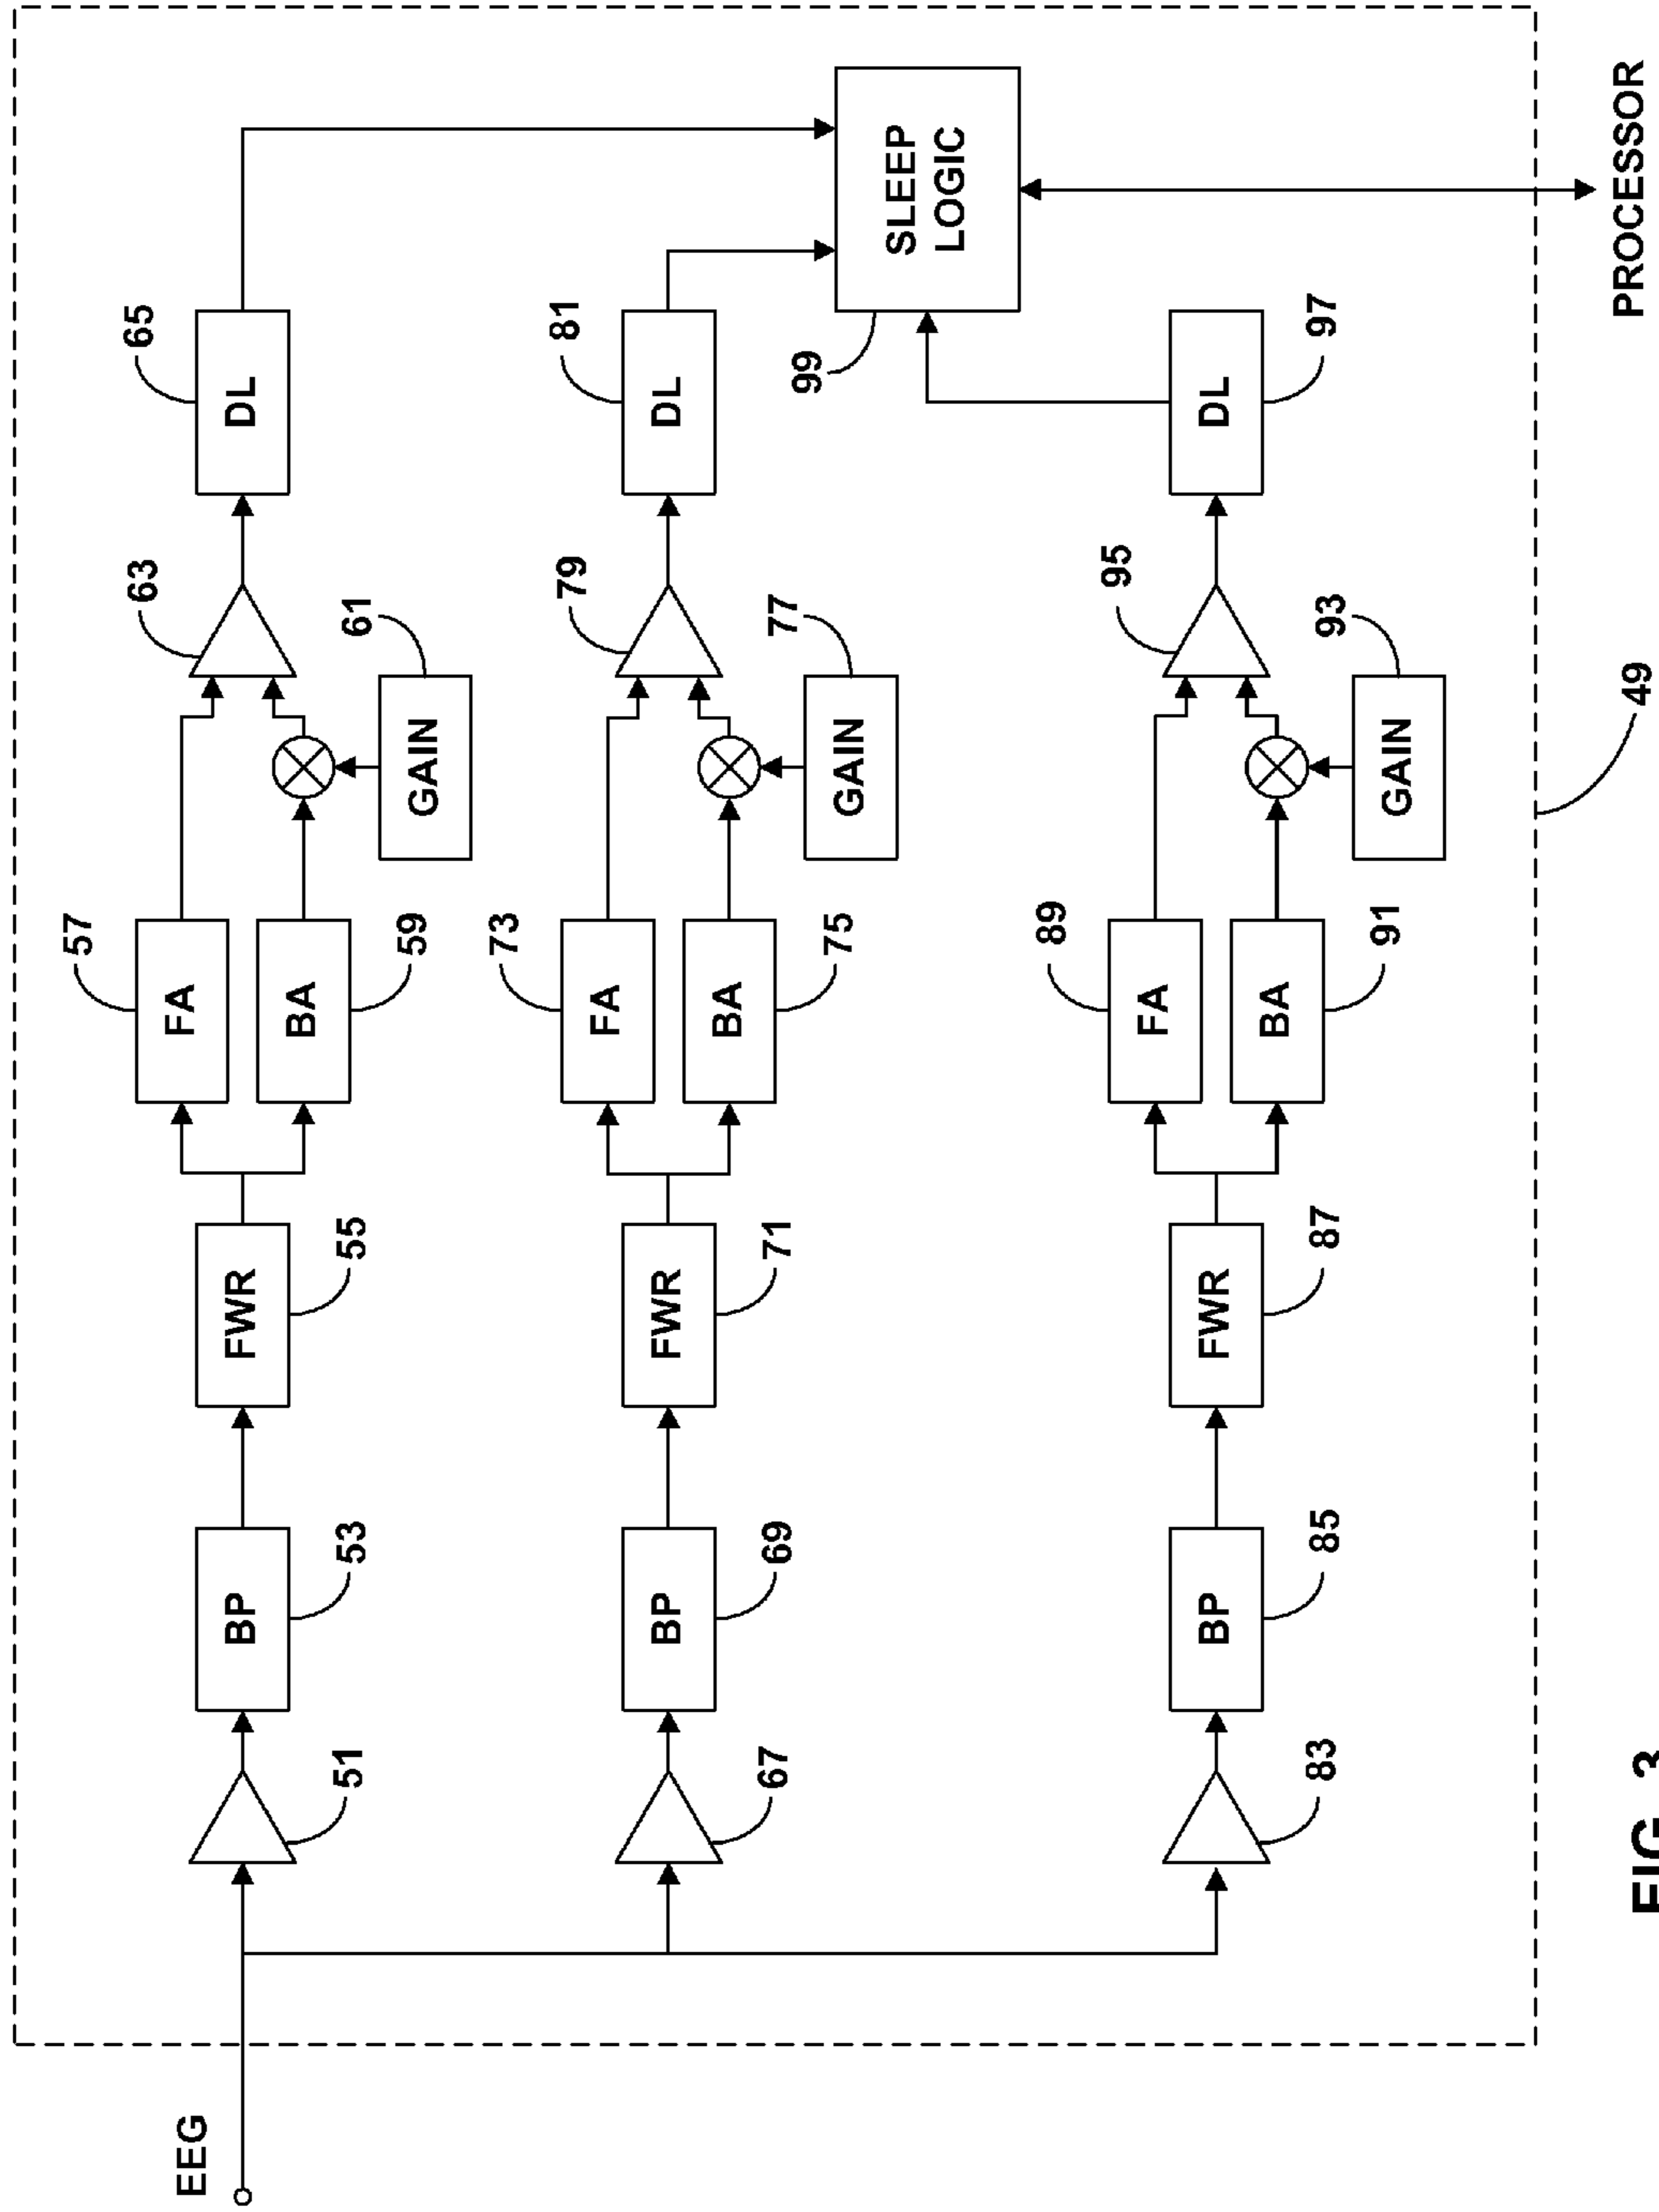 57
63
65
EEG
FA
BP
FWR
DL
BA
51
53
55
59
61
GAIN
73
79
81
FA
BP
FWR
DL
BA
67
69
71
75
77
GAIN
99
SLEEP
LOGIC
89
95
FA
BP
FWR
DL
BA
83
85
87
91
93
97
GAIN
49
PROCESSOR
FIG. 3